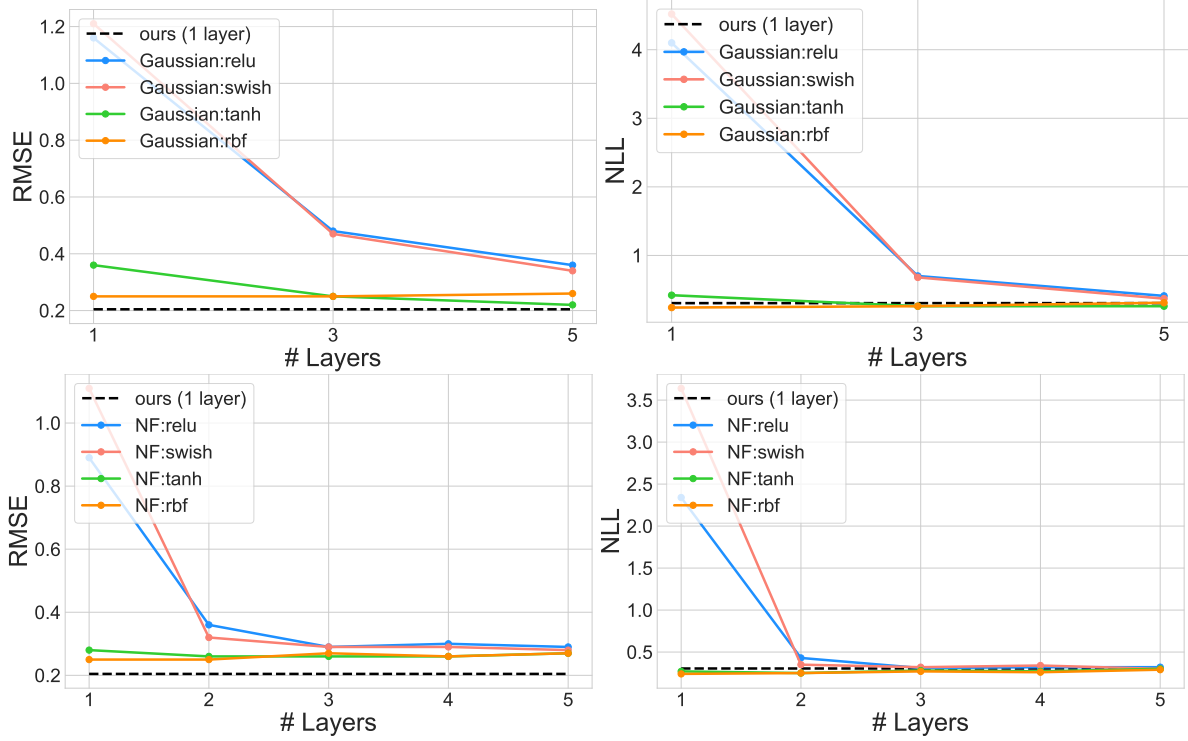 RMSE
1.2
1.0
0.8
0.6
0.4
0.2
ours (1 layer)
Gaussian:relu
Gaussian:swish
Gaussian:tanh
Gaussian:rbf
1 3 5
# Layers
NLL
4
3
2
1
ours (1 layer)
Gaussian:relu
Gaussian:swish
Gaussian:tanh
Gaussian:rbf
1 3 5
# Layers
RMSE
1.0
0.8
0.6
0.4
0.2
ours (1 layer)
NF:relu
NF:swish
NF:tanh
NF:rbf
1 2 3 4 5
# Layers
NLL
3.5
3.0
2.5
2.0
1.5
1.0
0.5
ours (1 layer)
NF:relu
NF:swish
NF:tanh
NF:rbf
1 2 3 4 5
# Layers